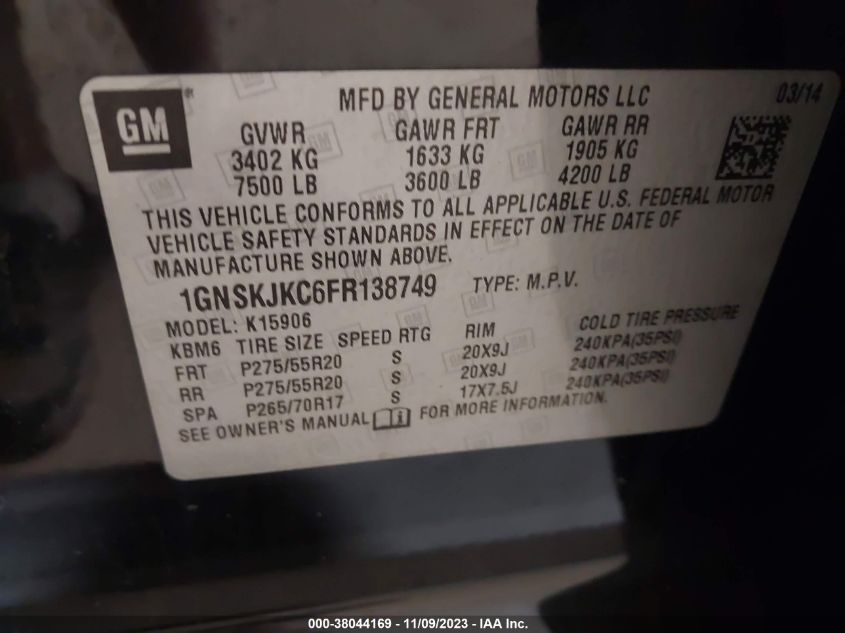 GM
MFD BY GENERAL MOTORS LLC 03/14
GVWR GAWR FRT GAWR RR
3402 KG 1633 KG 1905 KG
7500 LB 3600 LB 4200 LB
THIS VEHICLE CONFORMS TO ALL APPLICABLE U.S. FEDERAL MOTOR
VEHICLE SAFETY STANDARDS IN EFFECT ON THE DATE OF
MANUFACTURE SHOWN ABOVE.
1GNSKJKC6FR138749 TYPE: M.P.V.
MODEL: K15906
KBM6 TIRE SIZE SPEED RTG RIM COLD TIRE PRESSURE
FRT P275/55R20 S 20X9J 240KPA(35PSI)
RR P275/55R20 S 20X9J 240KPA(35PSI)
SPA P265/70R17 S 17X7.5J 240KPA(35PSI)
SEE OWNER'S MANUAL i FOR MORE INFORMATION.
000-38044169 - 11/09/2023 - IAA Inc.